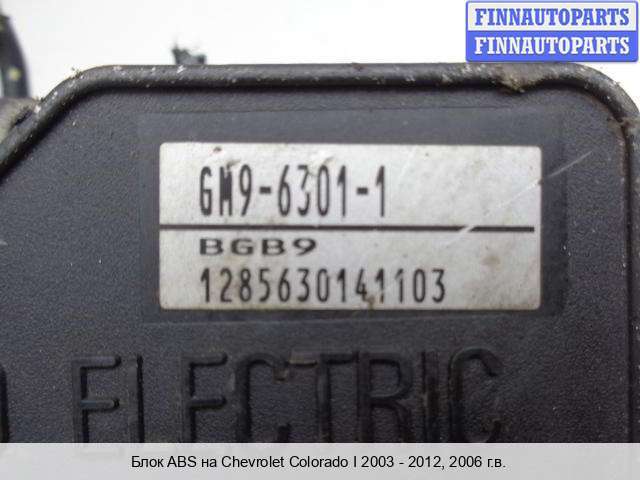 FINNAUTOPARTS
FINNAUTOPARTS
GM9-6301-1
BGB9
1285630141103
ELECTRIC
Блок ABS на Chevrolet Colorado I 2003 - 2012, 2006 г.в.